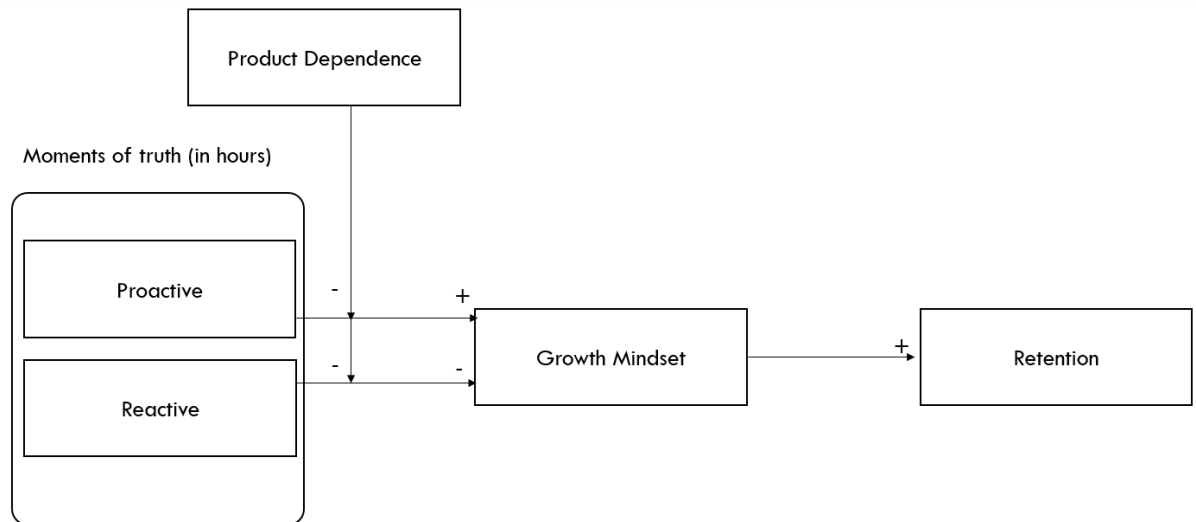 Product Dependence
Moments of truth (in hours)
Proactive
-
+
Growth Mindset
+
Retention
-
-
Reactive